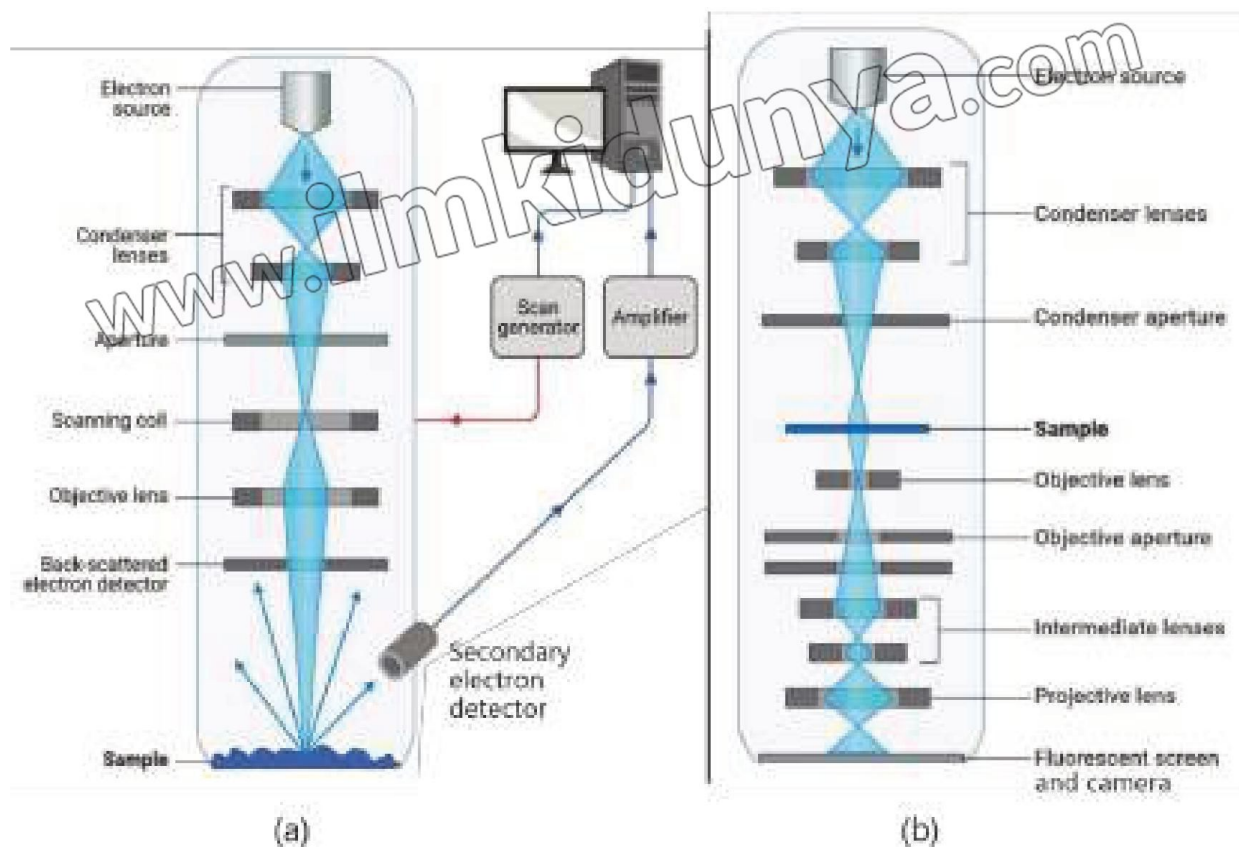 Electron
source
Condenser
lenses
Aperture
Scanning coil
Objective lens
Back-scattered
electron detector
Sample
Scan
generator
Amplifier
Secondary
electron
detector
(a)
Electron source
Condenser lenses
Condenser aperture
Sample
Objective lens
Objective aperture
Intermediate lenses
Projective lens
Fluorescent screen
and camera
(b)
www.ilmkidunya.com